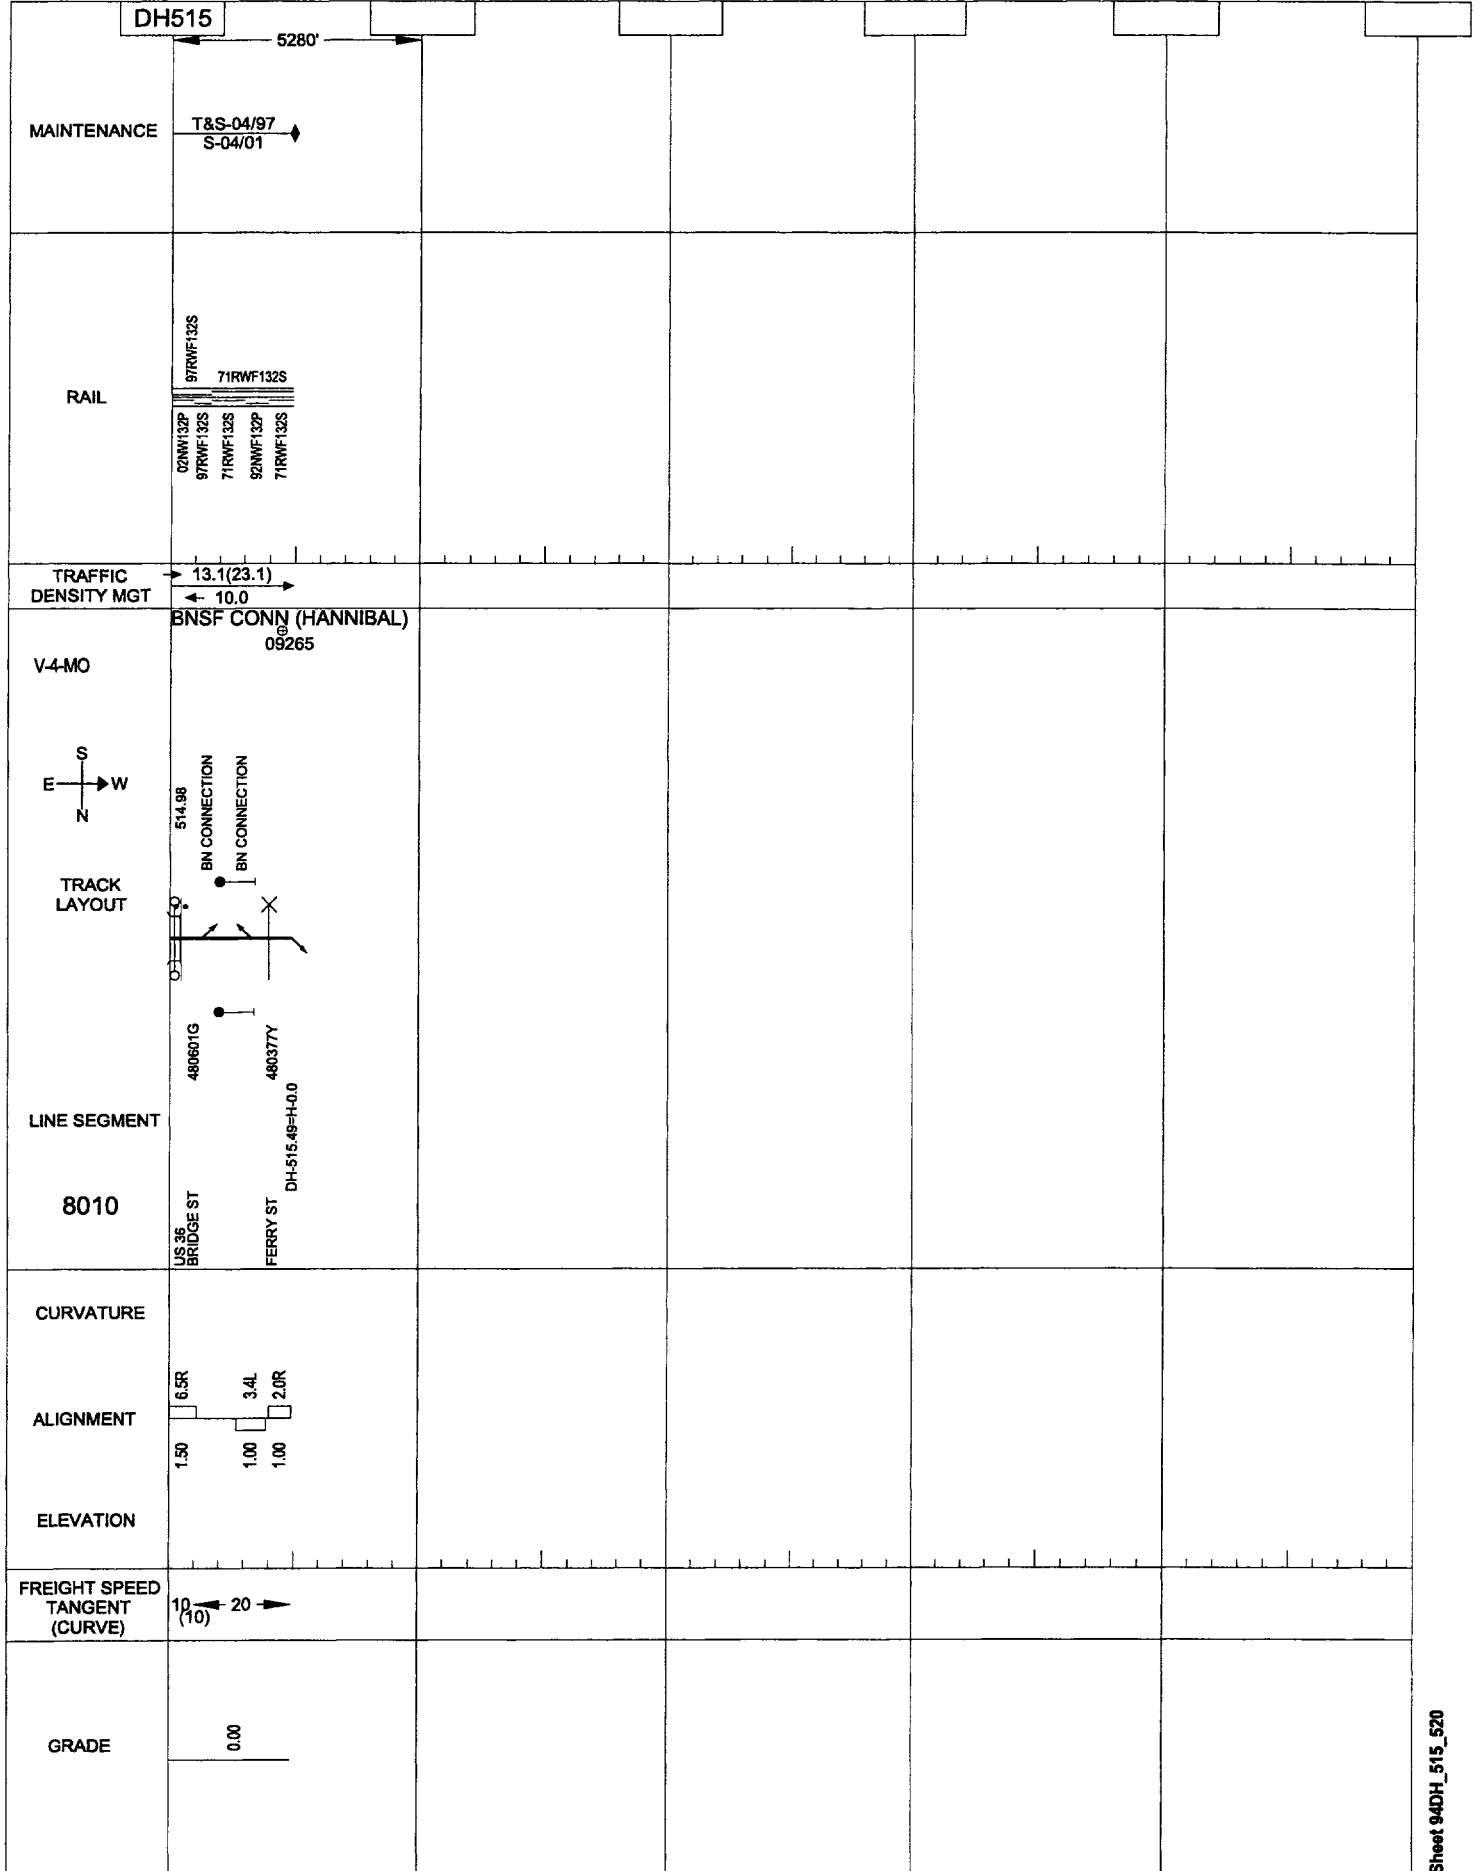 DH515
5280'
MAINTENANCE
T&S-04/97
S-04/01
RAIL
97RWF132S
71RWF132S
02NW132P
97RWF132S
71RWF132S
92NWF132P
71RWF132S
TRAFFIC
DENSITY MGT
13.1(23.1)
10.0
BNSF CONN (HANNIBAL)
09265
V-4-MO
S
E
W
N
514.98
BN CONNECTION
BN CONNECTION
TRACK
LAYOUT
480601G
480377Y
LINE SEGMENT
8010
DH-515.49=H-0.0
US 36
BRIDGE ST
FERRY ST
CURVATURE
6.5R
3.4L
2.0R
ALIGNMENT
1.50
1.00
1.00
ELEVATION
FREIGHT SPEED
TANGENT
(CURVE)
10
(10)
20
GRADE
0.00
Sheet 94DH_515_520